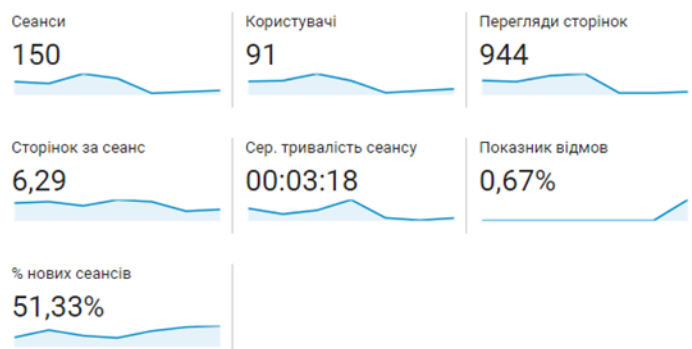 Сеанси
150
Користувачі
91
Перегляди сторінок
944
Сторінок за сеанс
6,29
Сер. тривалість сеансу
00:03:18
Показник відмов
0,67%
% нових сеансів
51,33%